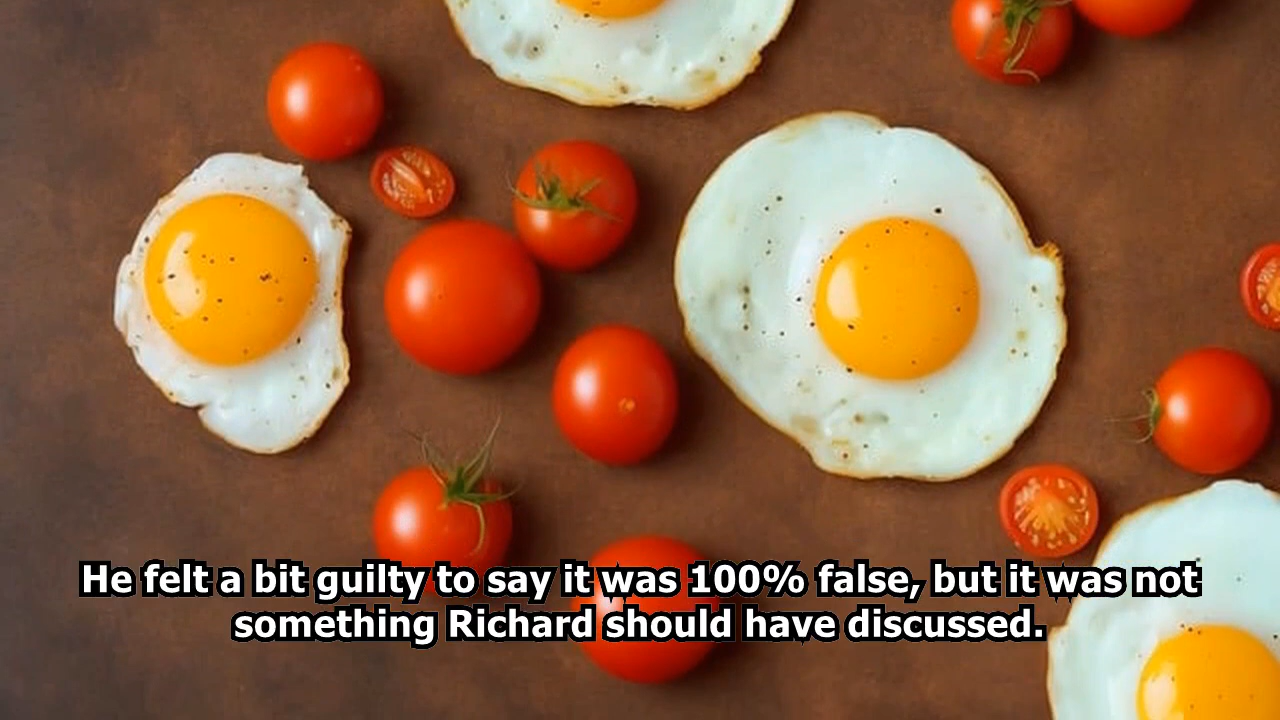 He felt a bit guilty to say it was 100% false, but it was not
something Richard should have discussed.